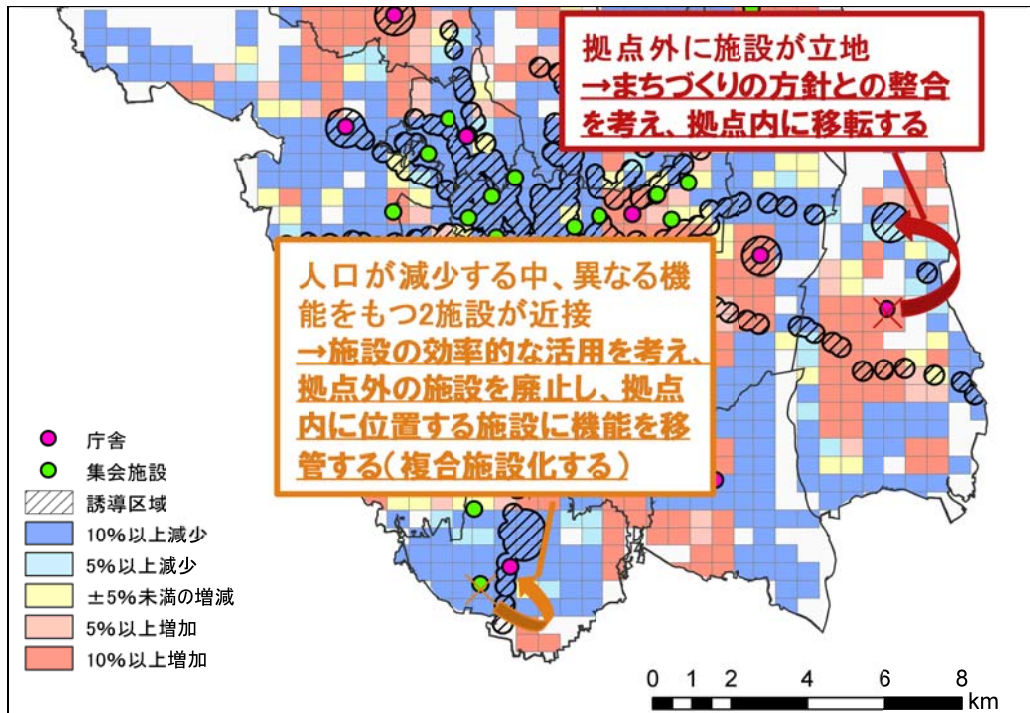 拠点外に施設が立地
→まちづくりの方針との整合
を考え、拠点内に移転する
人口が減少する中、異なる機
能をもつ2施設が近接
→施設の効率的な活用を考え、
拠点外の施設を廃止し、拠点
内に位置する施設に機能を移
管する(複合施設化する)
庁舎
集会施設
誘導区域
10%以上減少
5%以上減少
±5%未満の増減
5%以上増加
10%以上増加
0 1 2 4 6 8
km